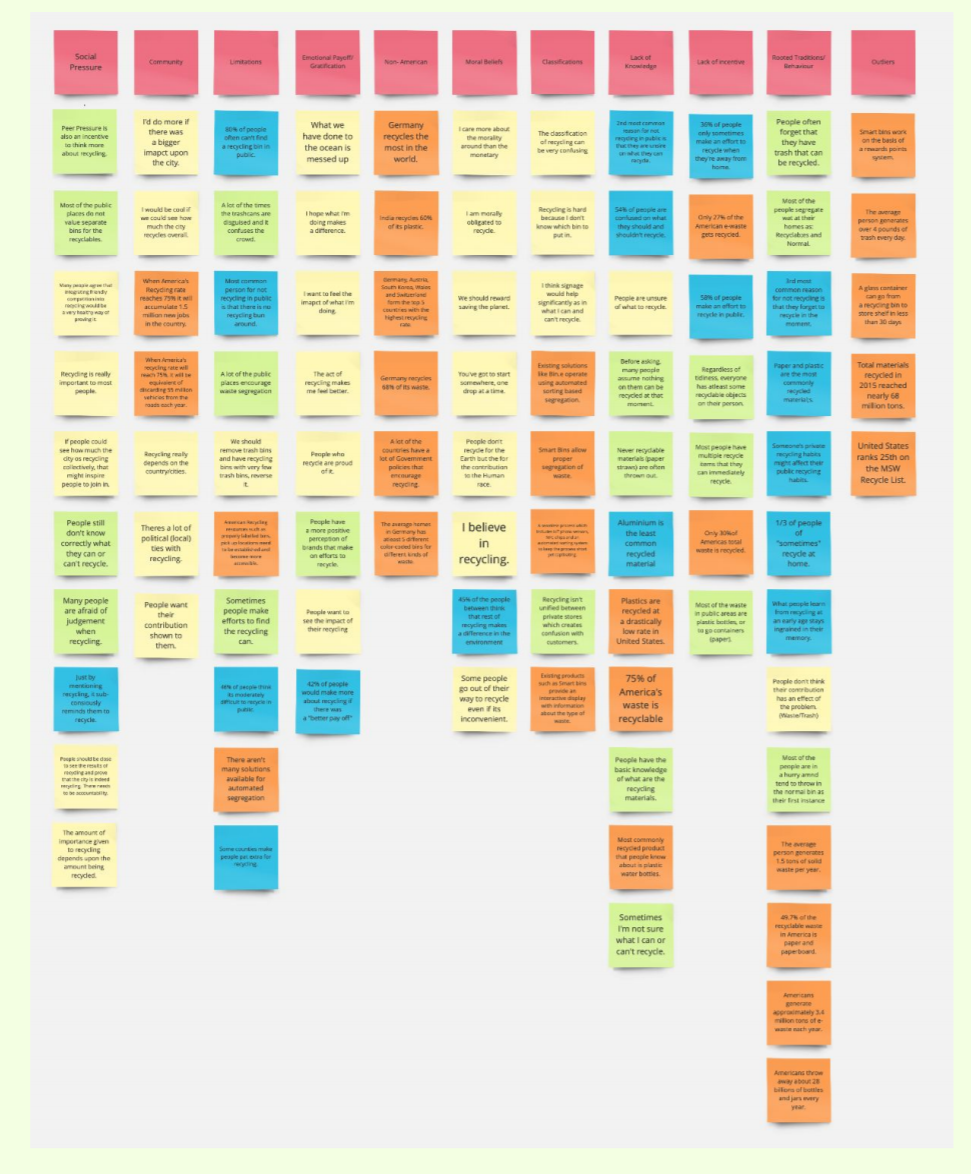 Social
Pressure
Community
Limitations
Emotional Payoff/
Gratification
Non- American
Moral Beliefs
Classifications
Lack of
Knowledge
Lack of incentive
Rooted Traditions/
Behaviour
Outliers
Peer Pressure is
also an incentive
to think more
about recycling.
I'd do more if
there was
a bigger
imapct upon
the city.
80% of people
often can't find
a recycling bin in
public.
What we
have done to
the ocean is
messed up
Germany
recycles the
most in the
world.
I care more about
the morality
around than the
monetary
The classification
of recycling can
be very confusing
2nd most common
reason for not
recycling in public is
that they are unsure
on what they can
recycle.
36% of people
only sometimes
make an effort to
recycle when
they're away from
home.
People often
forget that
they have
trash that can
be recycled.
Smart bins work
on the basis of
a rewards points
system.
Most of the public
places do not
value separate
bins for the
recyclables.
I would be cool if
we could see how
much the city
recycles overall.
A lot of the times
the trashcans are
disguised and it
confuses the
crowd.
I hope what I'm
doing makes
a difference.
India recycles 60%
of its plastic.
I am morally
obligated to
recycle.
Recycling is hard
because I don't
know which bin to
put in.
54% of people are
confused on what
they should and
shouldn't recycle.
Only 27% of the
American e-waste
gets recycled.
Most of the
people segregate
wat at their
homes as:
Recyclables and
Normal.
The average
person generates
over 4 pounds of
trash every day.
Many people agree that
integrating friendly
competition into
recycling would be
a very healthy way of
proving it.
When America's
Recycling rate
reaches 75% it will
accumulate 1.5
million new jobs
in the country.
Most common
person for not
recycling in public
is that there is no
recycling bun
around.
I want to feel the
imapct of what I'm
doing.
Germany, Austria,
South Korea, Wales
and Switzerland
form the top 5
countries with the
highest recycling
rate.
We should reward
saving the planet.
I think signage
would help
significantly as in
what I can and
can't recycle.
People are unsure
of what to recycle.
58% of people
make an effort to
recycle in public.
3rd most
common reason
for not recycling is
that they forget to
recycle in the
moment.
A glass container
can go from
a recycling bin to
store shelf in less
than 30 days
Recycling is really
important to most
people.
When America's
recycling rate will
reach 75%, it will be
equivalent of
discarding 55 million
vehicles from the
roads each year.
A lot of the public
places encourage
waste segregation
The act of
recycling makes
me feel better.
Germany recycles
68% of its waste.
You've got to start
somewhere, one
drop at a time.
Existing solutions
like Bin.e operate
using automated
sorting based
segregation.
Before asking,
many people
assume nothing
on them can be
recycled at that
moment.
Regardless of
tidiness, everyone
has atleast some
recyclable objects
on their person.
Paper and plastic
are the most
commonly
recycled
materials.
Total materials
recycled in
2015 reached
nearly 68
million tons.
If people could
see how much the
city os recycling
collectively, that
might inspire
people to join in.
Recycling really
depends on the
country/cities.
We should
remove trash bins
and have recycling
bins with very few
trash bins, reverse
it.
People who
recycle are proud
of it.
A lot of the
countries have a
lot of Government
policies that
encourage
recycling.
People don't
recycle for the
Earth but the for
the contribution
to the Human
race.
Smart Bins allow
proper
segregation of
waste.
Never recyclable
materials (paper
straws) are often
thrown out.
Most people have
multiple recycle
items that they
can immediately
recycle.
Someone's private
recycling habits
might affect their
public recycling
habits.
United States
ranks 25th on
the MSW
Recycle List.
People still
don't know
correctly what
they can or
can't recycle.
Theres a lot of
political (local)
ties with
recycling.
American Recycling
resources such as
properly labelled bins,
pick-up locations need
to be established and
become more
accessible.
People have
a more positive
perception of
brands that make
on efforts to
recycle.
The average homes
in Germany has
atleast 5 different
color-coded bins for
different kinds of
waste.
I believe
in
recycling.
Aluminium is
the least
common
recycled
material
Only 30%of
Americas total
waste is recycled.
1/3 of people
of
"sometimes"
recycle at
home.
Many people
are afraid of
judgement
when
recycling.
People want
their
contribution
shown to
them.
Sometimes
people make
efforts to find
the recycling
can.
People want to
see the impact of
their recycling
45% of the people
between think
that rest of
recycling makes
a difference in the
environment
Recycling isn't
unified between
private stores
which creates
confusion with
customers.
Plastics are
recycled at
a drastically
low rate in
United States.
Most of the waste
in public areas are
plastic bottles, or
to go containers
(paper).
What people learn
from recycling at
an early age stays
ingrained in their
memory.
Just by
mentioning
recycling, it sub-
consciously
reminds them to
recycle.
46% of people think
its moderately
difficult to recycle in
public.
42% of people
would make more
about recycling if
there was
a "better pay off"
Some people
go out of their
way to recycle
even if its
inconvenient.
Existing products
such as Smart bins
provide an
interactive display
with information
about the type of
waste.
75% of
America's
waste is
recyclable
People don't think
their contribution
has an effect of
the problem.
(Waste/Trash)
People should be close
to see the results of
recycling and prove
that the city is indeed
recycling. There needs
to be accountability.
There aren't
many solutions
available for
automated
segregation
People have the
basic knowledge
of what are the
recycling
materials.
Most of the
people are in
a hurry amnd
tend to throw in
the normal bin as
their first instance
The amount of
importance given
to recycling
depends upon the
amount being
recycled.
Some counties make
people pat extra for
recycling.
Most commonly
recycled product
that people know
about is plastic
water bottles.
The average
person generates
1.5 tons of solid
waste per year.
Sometimes
I'm not sure
what I can or
can't recycle.
49.7% of the
recyclable waste
in America is
paper and
paperboard.
Americans
generate
approximately 3.4
million tons of e-
waste each year.
Americans throw
away about 28
billions of bottles
and jars every
year.